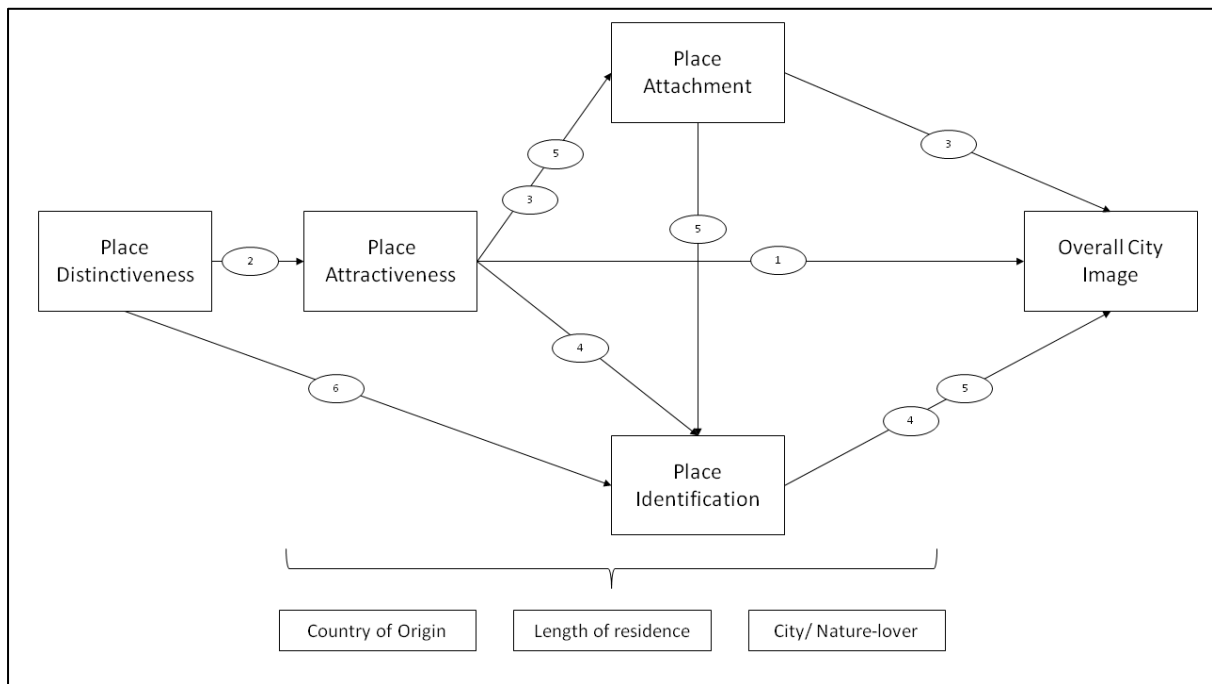 Place
Attachment
5
3
3
Place
Distinctiveness
2
Place
Attractiveness
5
1
Overall City
Image
4
6
5
4
Place
Identification
Country of Origin
Length of residence
City/ Nature-lover